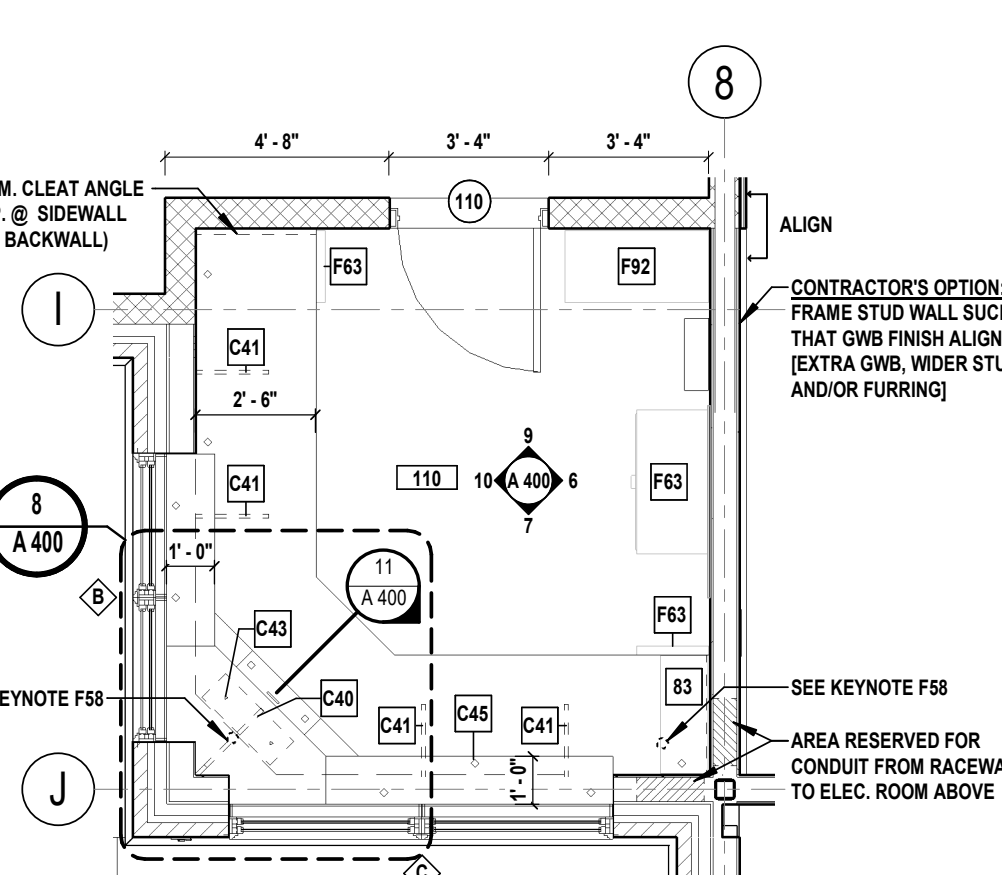 8
4' - 8"
3' - 4"
3' - 4"
M. CLEAT ANGLE
@ SIDEWALL
BACKWALL)
110
ALIGN
F63
F92
I
CONTRACTOR'S OPTION:
FRAME STUD WALL SUCH
THAT GWB FINISH ALIGN
[EXTRA GWB, WIDER STU
AND/OR FURRING]
C41
2' - 6"
9
110
10
A 400
6
7
F63
C41
8
A 400
1' - 0"
11
A 400
B
C43
F63
83
EYNOTE F58
C40
SEE KEYNOTE F58
C41
C45
C41
AREA RESERVED FOR
CONDUIT FROM RACEWA
TO ELEC. ROOM ABOVE
1' - 0"
J
C